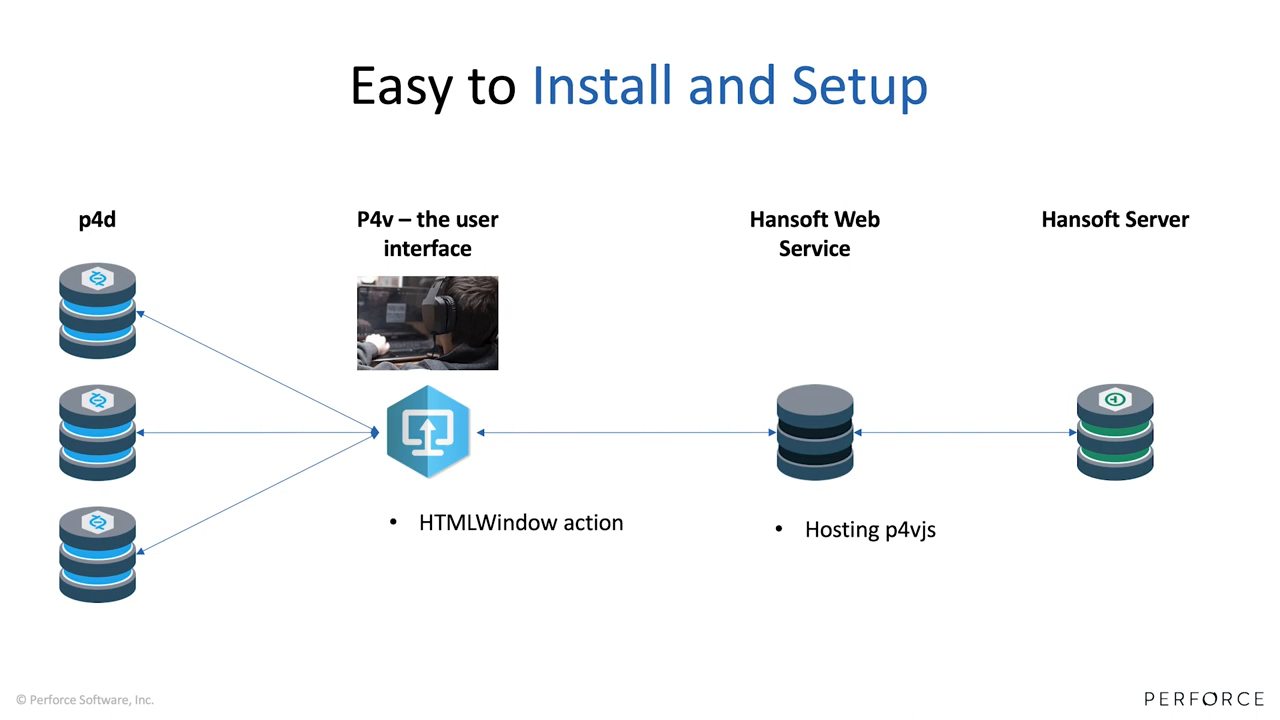 Easy to Install and Setup
p4d
P4v – the user
interface
Hansoft Web
Service
Hansoft Server
• HTMLWindow action
• Hosting p4vjs
© Perforce Software, Inc.
PERFORCE